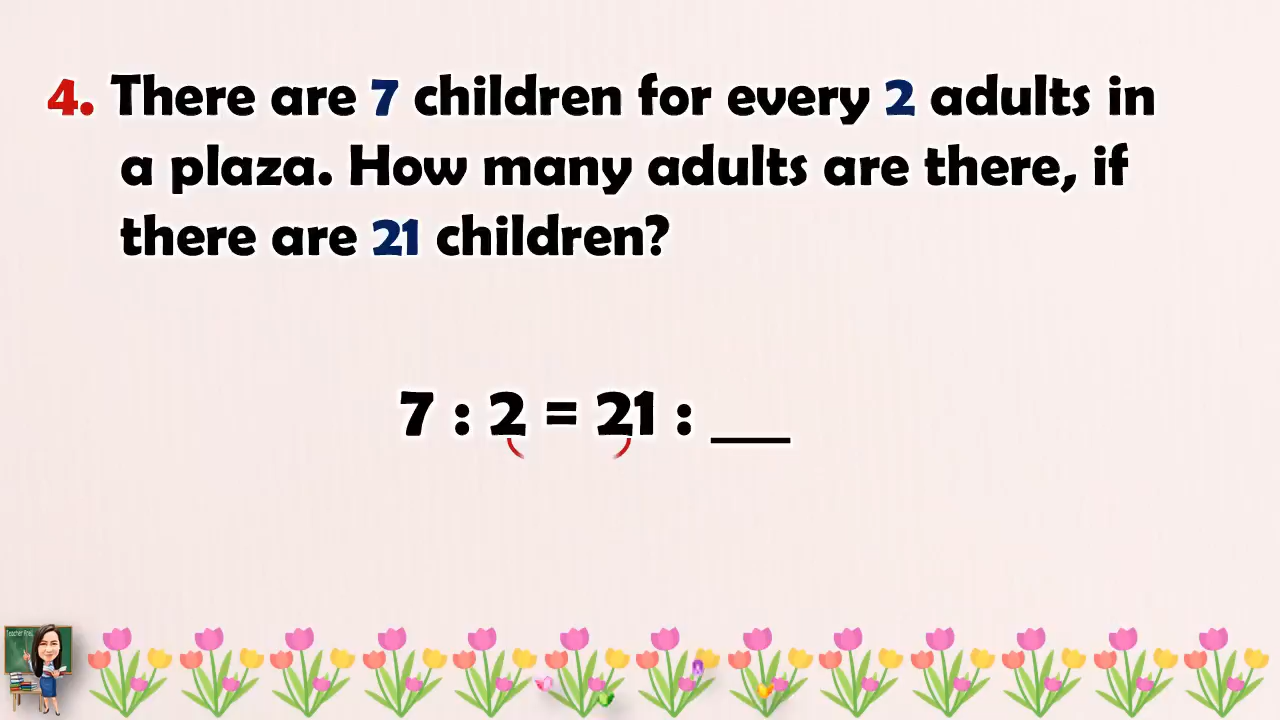 4. There are 7 children for every 2 adults in
a plaza. How many adults are there, if
there are 21 children?
7 : 2 = 21 : ___